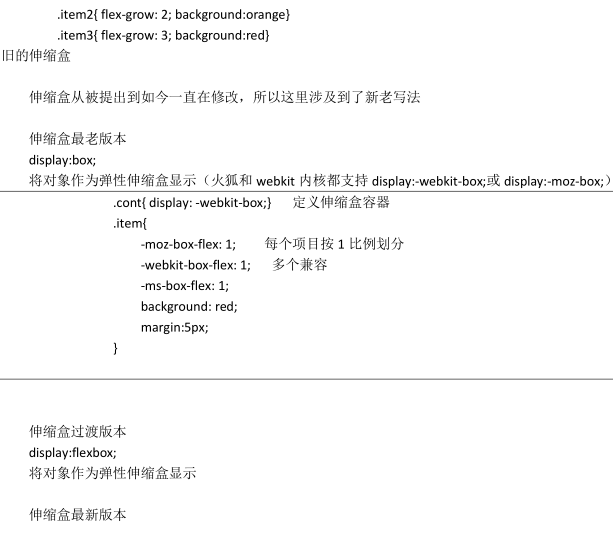 .item2{ flex-grow: 2; background:orange}
.item3{ flex-grow: 3; background:red}
旧的伸缩盒
伸缩盒从被提出到如今一直在修改，所以这里涉及到了新老写法
伸缩盒最老版本
display:box;
将对象作为弹性伸缩盒显示（火狐和 webkit 内核都支持 display:-webkit-box;或 display:-moz-box;）
.cont{ display: -webkit-box;} 定义伸缩盒容器
.item{
-moz-box-flex: 1; 每个项目按 1 比例划分
-webkit-box-flex: 1; 多个兼容
-ms-box-flex: 1;
background: red;
margin:5px;
}
伸缩盒过渡版本
display:flexbox;
将对象作为弹性伸缩盒显示
伸缩盒最新版本